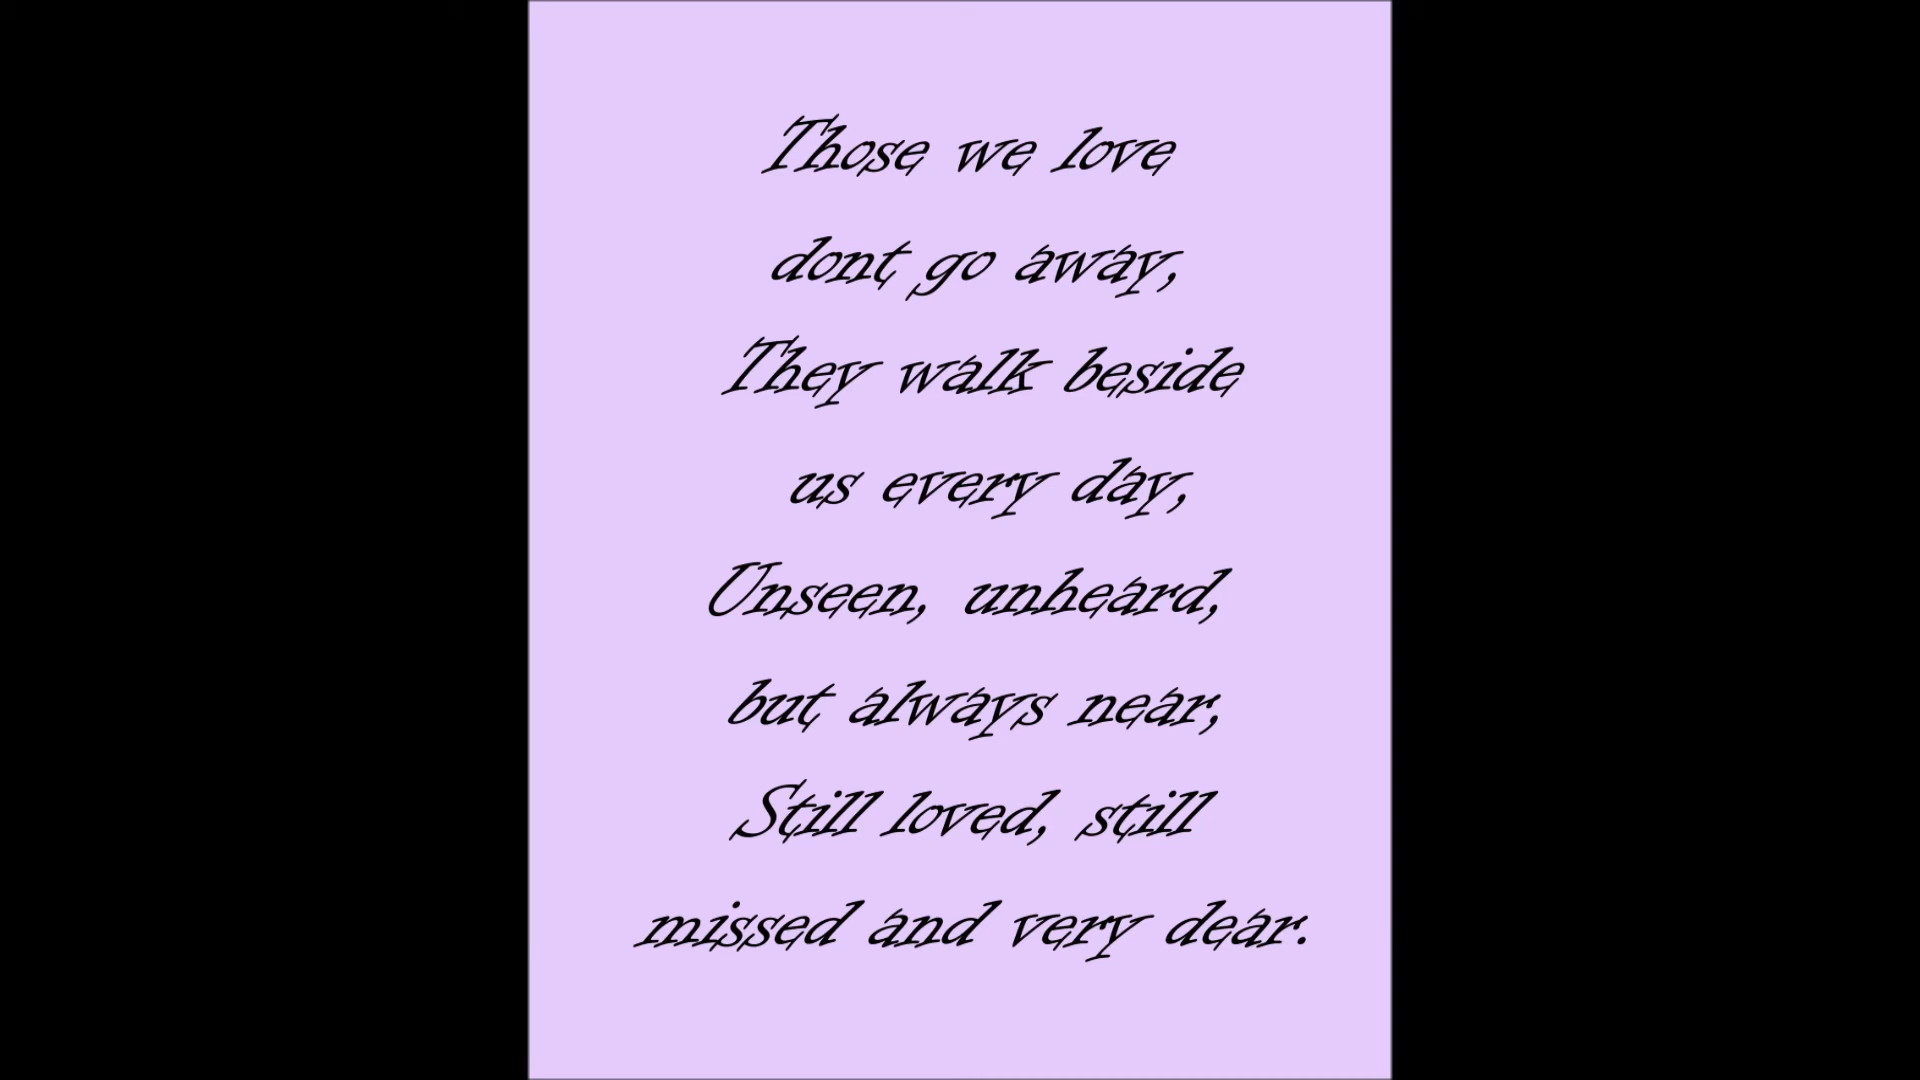 Those we love
dont go away,
They walk beside
us every day,
Unseen, unheard,
but always near,
Still loved, still
missed and very dear.